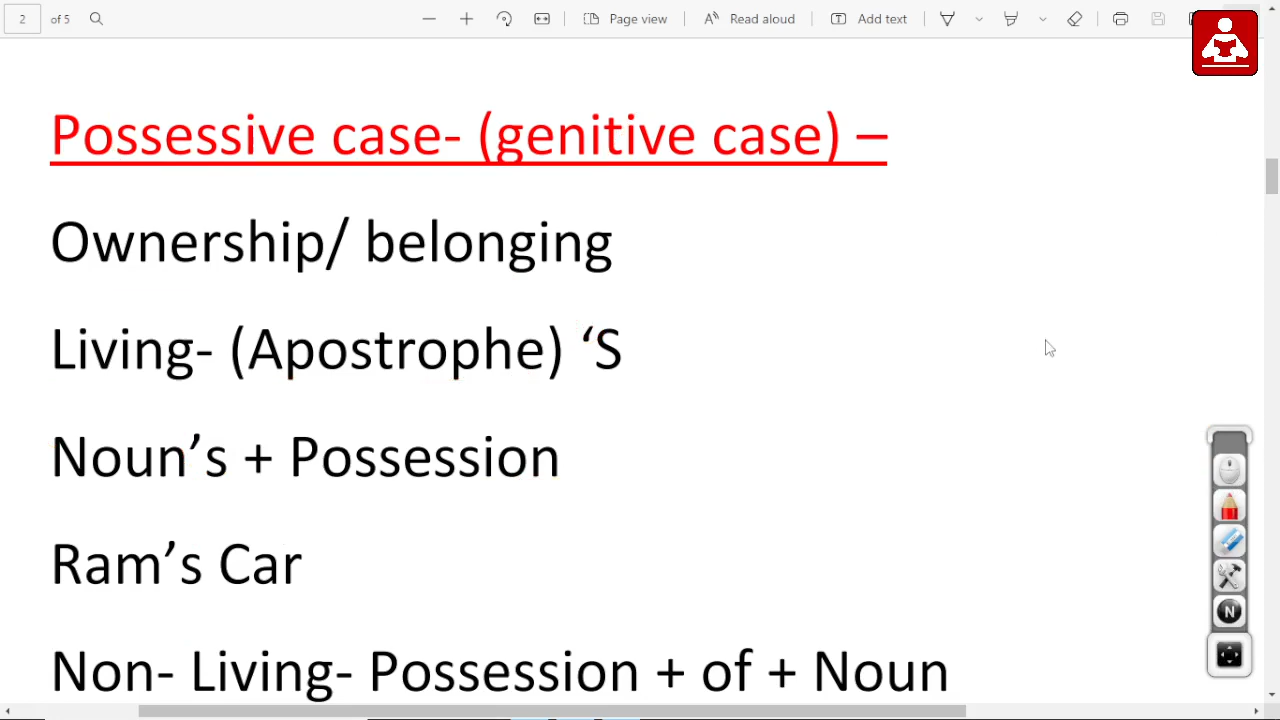 2 of 5 Page view Read aloud Add text
Possessive case- (genitive case) –
Ownership/ belonging
Living- (Apostrophe) ‘S
Noun’s + Possession
Ram’s Car
Non- Living- Possession + of + Noun
N